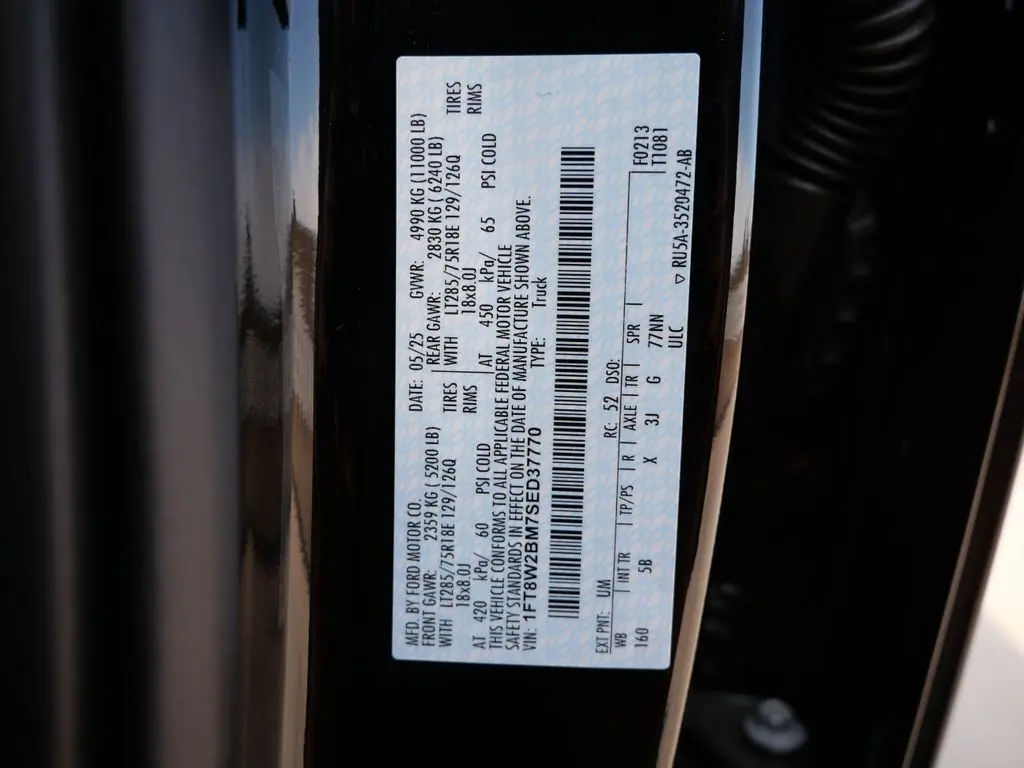 MFD. BY FORD MOTOR CO. DATE: 05/25 GVWR: 4990 KG (11000 LB)
FRONT GAWR: 2359 KG ( 5200 LB) REAR GAWR: 2830 KG ( 6240 LB)
WITH LT285/75R18E 129/126Q TIRES WITH LT285/75R18E 129/126Q TIRES
18x8.0J RIMS 18x8.0J RIMS
AT 420 kPa/ 60 PSI COLD AT 450 kPa/ 65 PSI COLD
THIS VEHICLE CONFORMS TO ALL APPLICABLE FEDERAL MOTOR VEHICLE
SAFETY STANDARDS IN EFFECT ON THE DATE OF MANUFACTURE SHOWN ABOVE.
VIN: 1FT8W2BM7SED37770 TYPE: Truck
EXT PNT: UM RC: 52 DSO: F0213
WB INT TR TP/PS R AXLE TR SPR T1081
160 5B X 3J G 77NN
ULC
▽ RU5A-3520472-AB